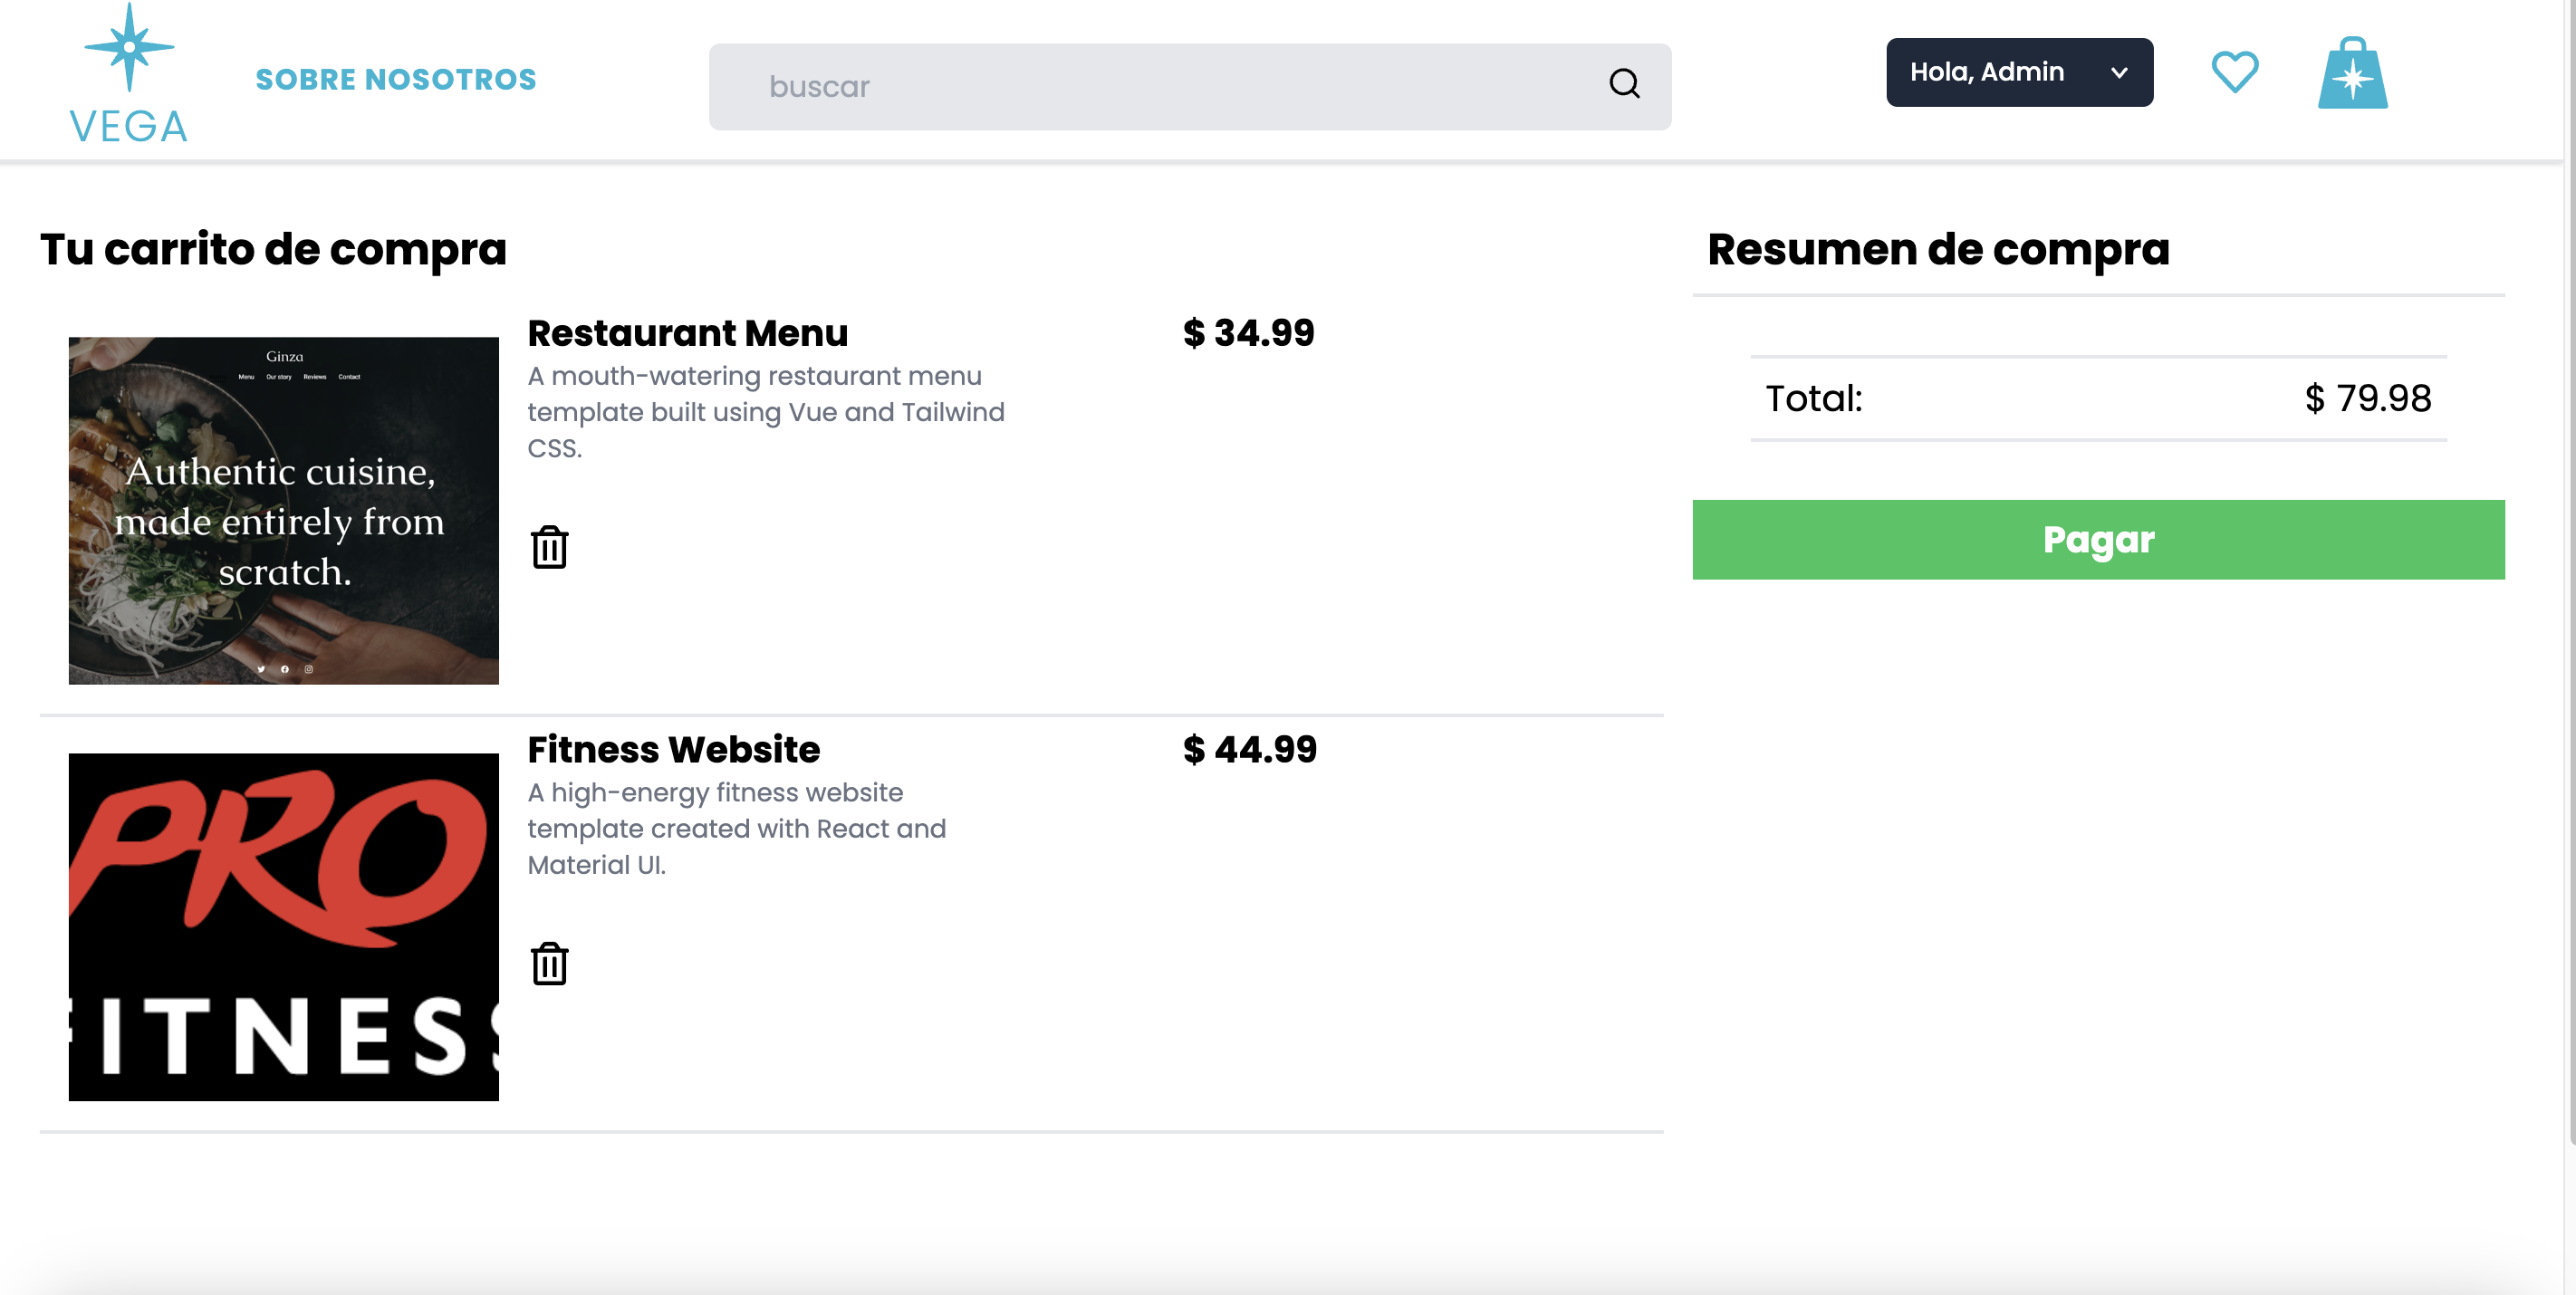 VEGA
SOBRE NOSOTROS
buscar
Hola, Admin
Tu carrito de compra
Restaurant Menu
$ 34.99
A mouth-watering restaurant menu
template built using Vue and Tailwind
CSS.
Ginza
Menu Our story Reviews Contact
Authentic cuisine,
made entirely from
scratch.
Fitness Website
$ 44.99
A high-energy fitness website
template created with React and
Material UI.
PRO
FITNESS
Resumen de compra
Total: $ 79.98
Pagar